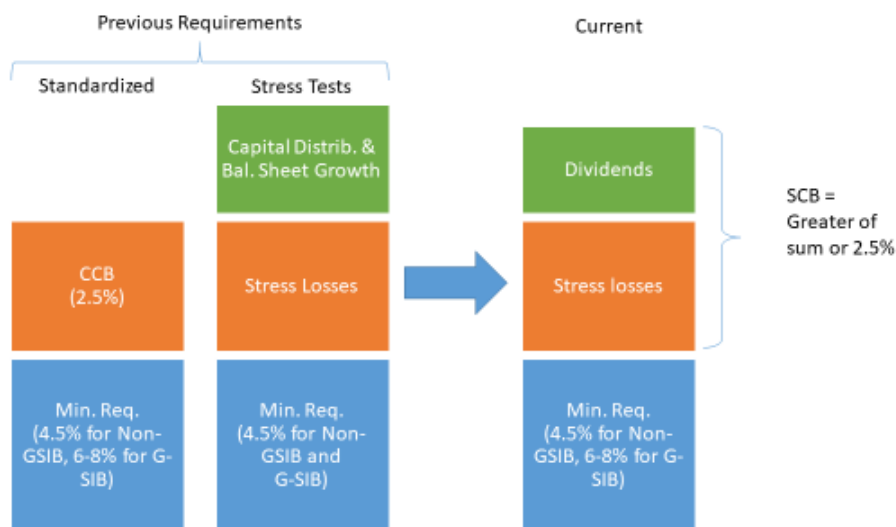 Previous Requirements
Current
Standardized
Stress Tests
Capital Distrib. &
Bal. Sheet Growth
Dividends
SCB =
Greater of
sum or 2.5%
CCB
(2.5%)
Stress Losses
Stress losses
Min. Req.
(4.5% for Non-
GSIB, 6-8% for G-
SIB)
Min. Req.
(4.5% for Non-
GSIB and
G-SIB)
Min. Req.
(4.5% for Non-
GSIB, 6-8% for G-
SIB)